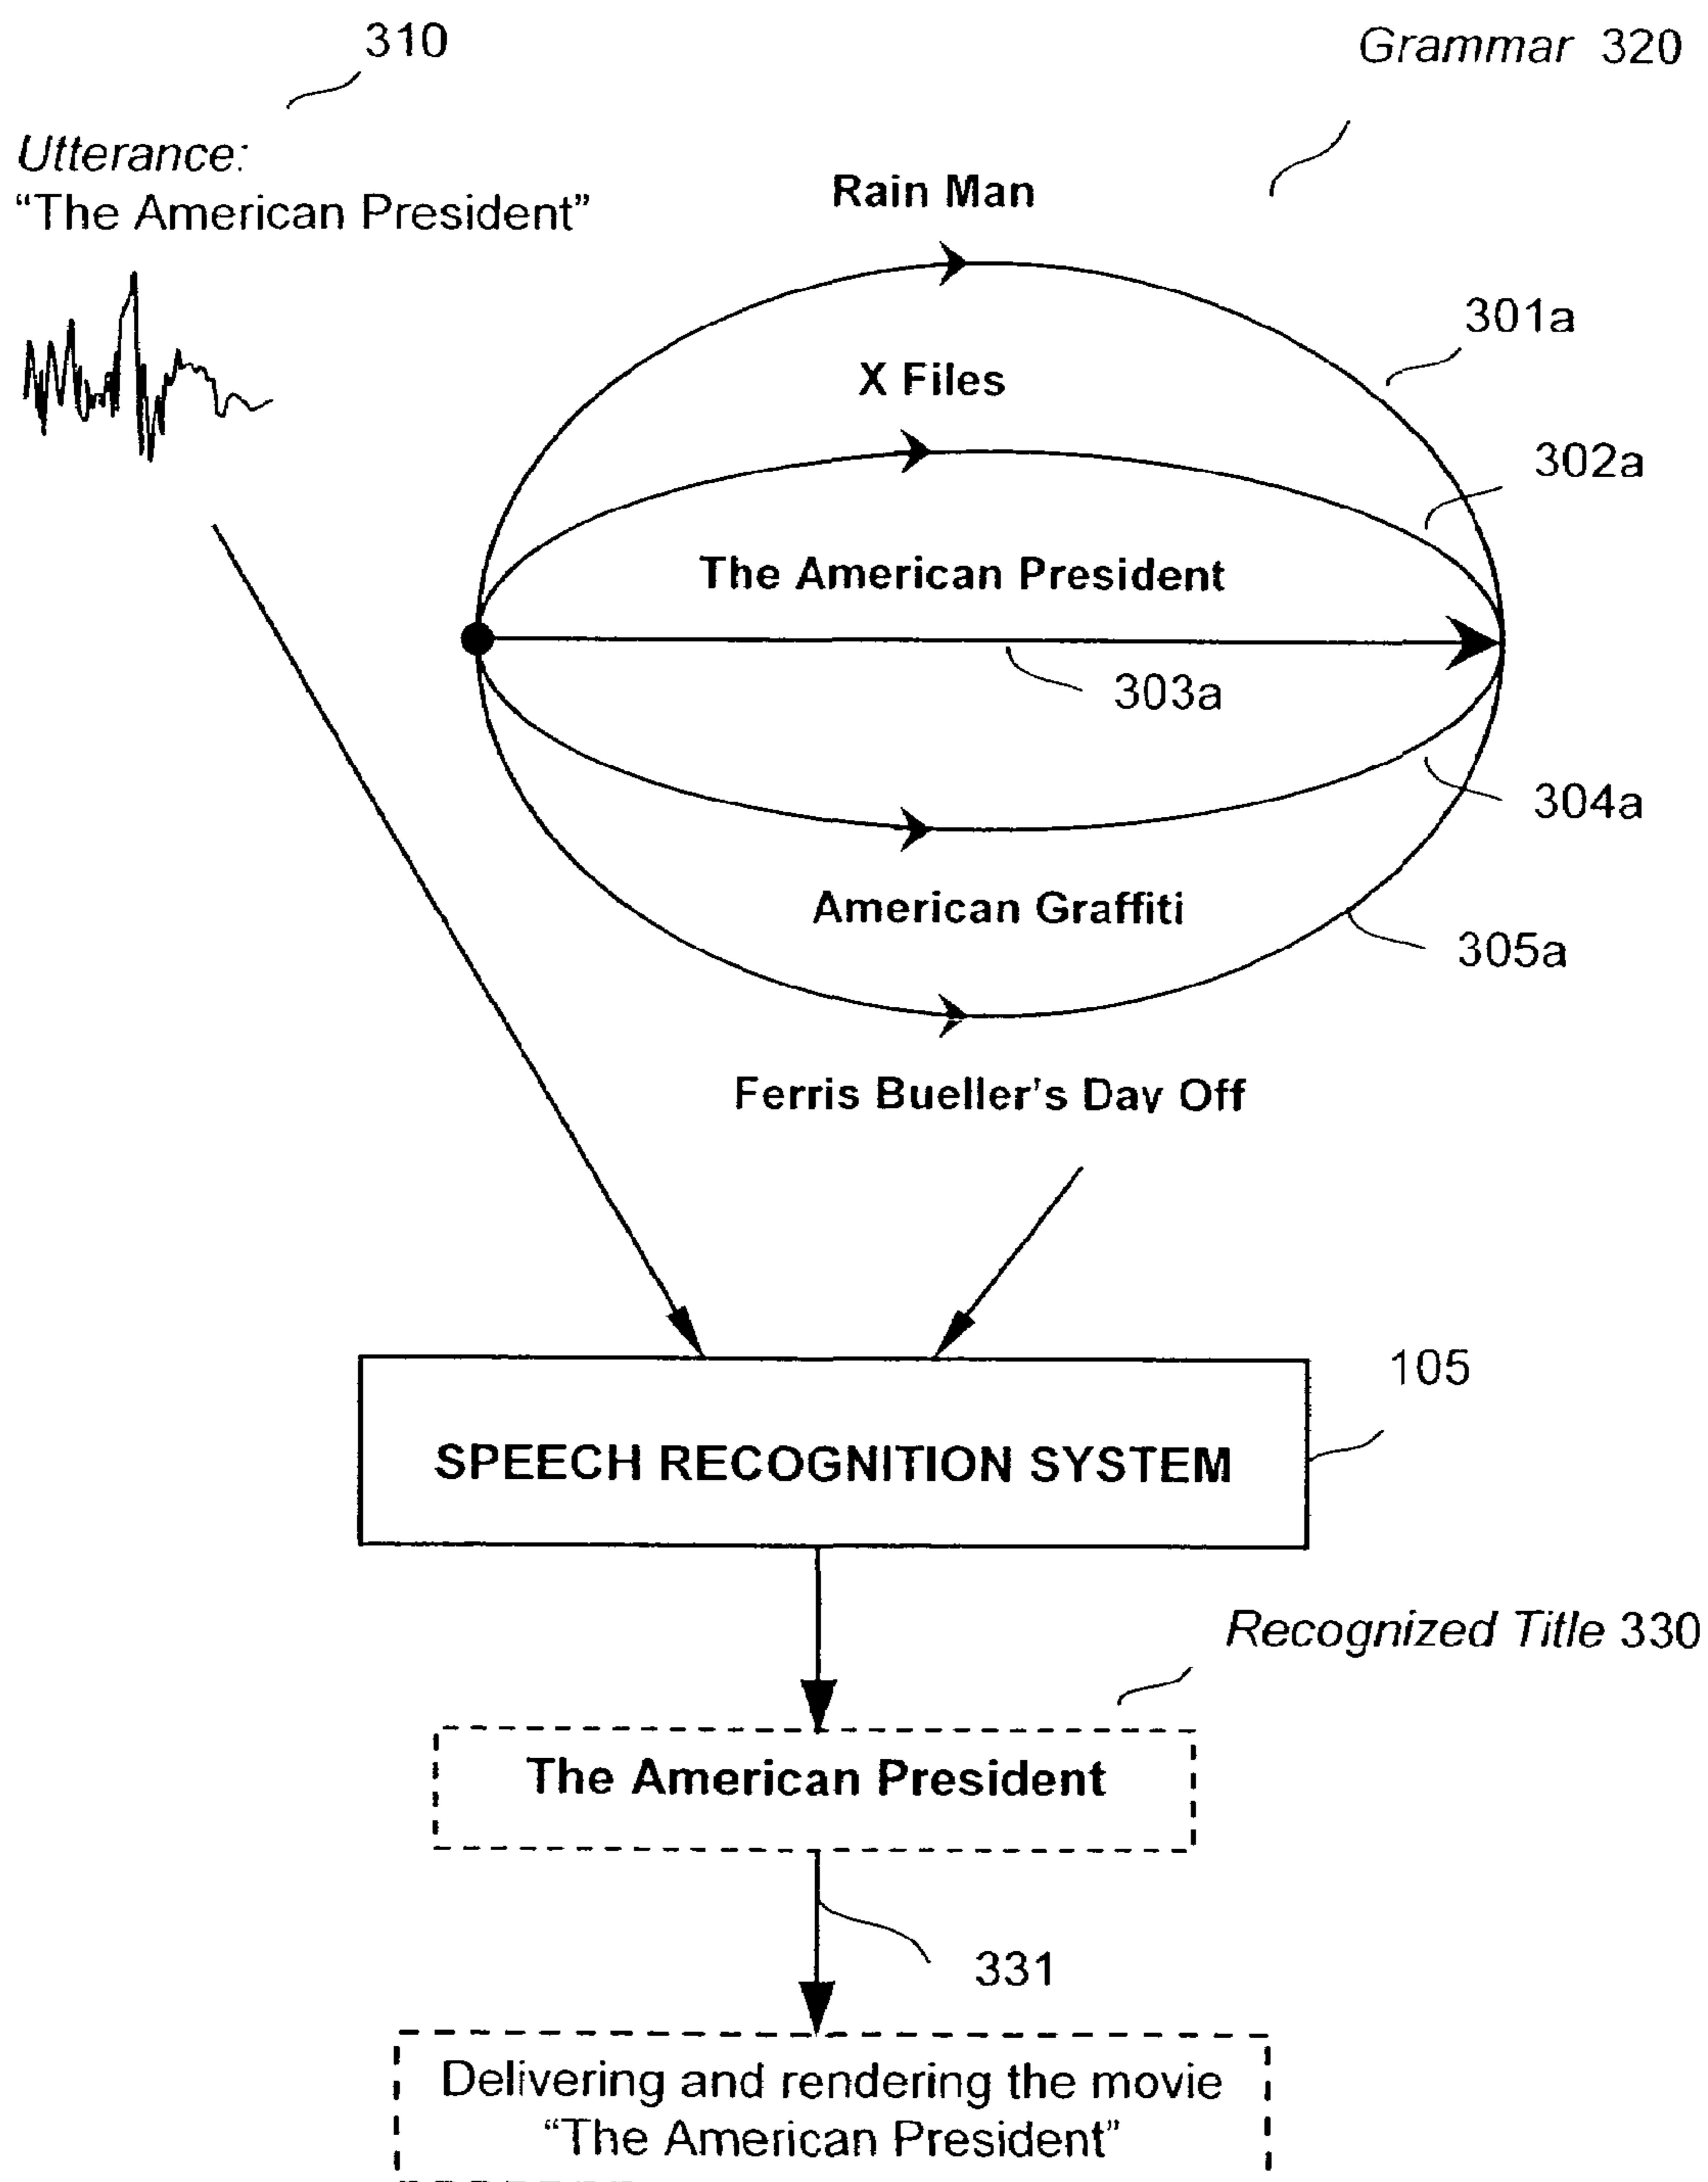 310
Grammar 320
Utterance:
“The American President”
Rain Man
301a
X Files
302a
The American President
303a
304a
American Graffiti
305a
Ferris Bueller’s Day Off
105
SPEECH RECOGNITION SYSTEM
Recognized Title 330
The American President
331
Delivering and rendering the movie
“The American President”